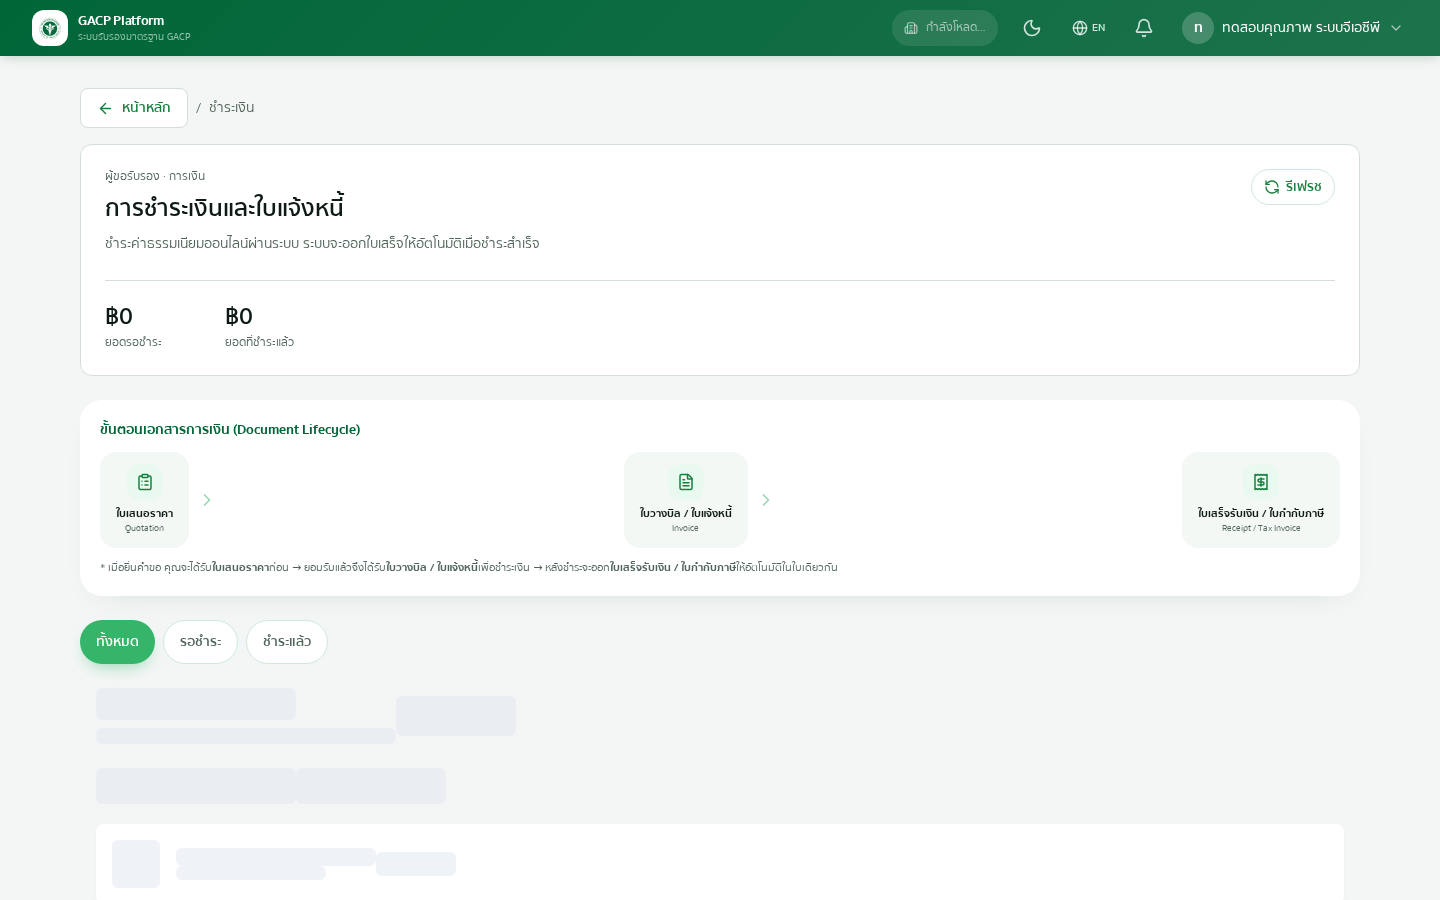 GACP Platform
ระบบรับรองมาตรฐาน GACP
กำลังโหลด...
EN
ท
ทดสอบคุณภาพ ระบบจีเอซีพี
หน้าหลัก
/ ชำระเงิน
ผู้ขอรับรอง · การเงิน
การชำระเงินและใบแจ้งหนี้
รีเฟรช
ชำระค่าธรรมเนียมออนไลน์ผ่านระบบ ระบบจะออกใบเสร็จให้อัตโนมัติเมื่อชำระสำเร็จ
฿0
฿0
ยอดรอชำระ
ยอดที่ชำระแล้ว
ขั้นตอนเอกสารการเงิน (Document Lifecycle)
ใบเสนอราคา
Quotation
ใบวางบิล / ใบแจ้งหนี้
Invoice
ใบเสร็จรับเงิน / ใบกำกับภาษี
Receipt / Tax Invoice
* เมื่อยื่นคำขอ คุณจะได้รับใบเสนอราคาก่อน → ยอมรับแล้วจึงได้รับใบวางบิล / ใบแจ้งหนี้เพื่อชำระเงิน → หลังชำระจะออกใบเสร็จรับเงิน / ใบกำกับภาษีให้อัตโนมัติในใบเดียวกัน
ทั้งหมด
รอชำระ
ชำระแล้ว